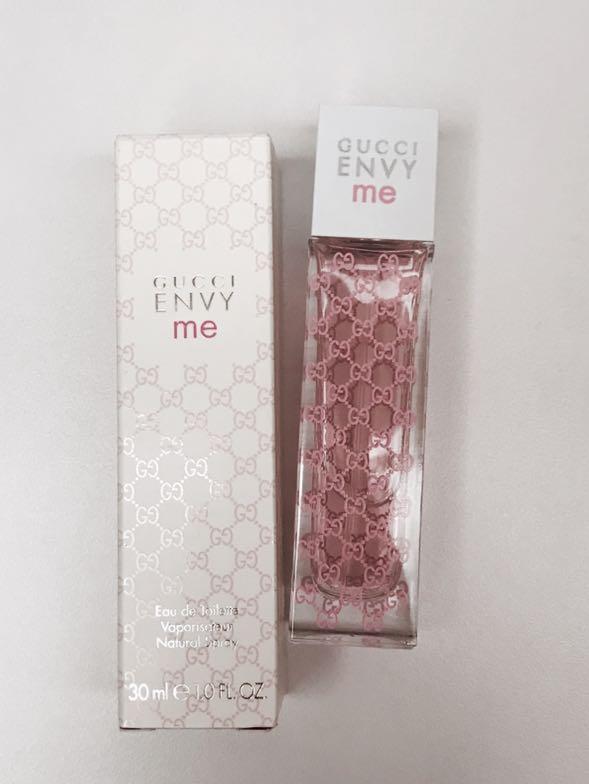 GUCCI
ENVY
me
Eau de Toilette
Vaporisateur
Natural Spray
30 ml e 1.0 FL. OZ.
GUCCI
ENVY
me